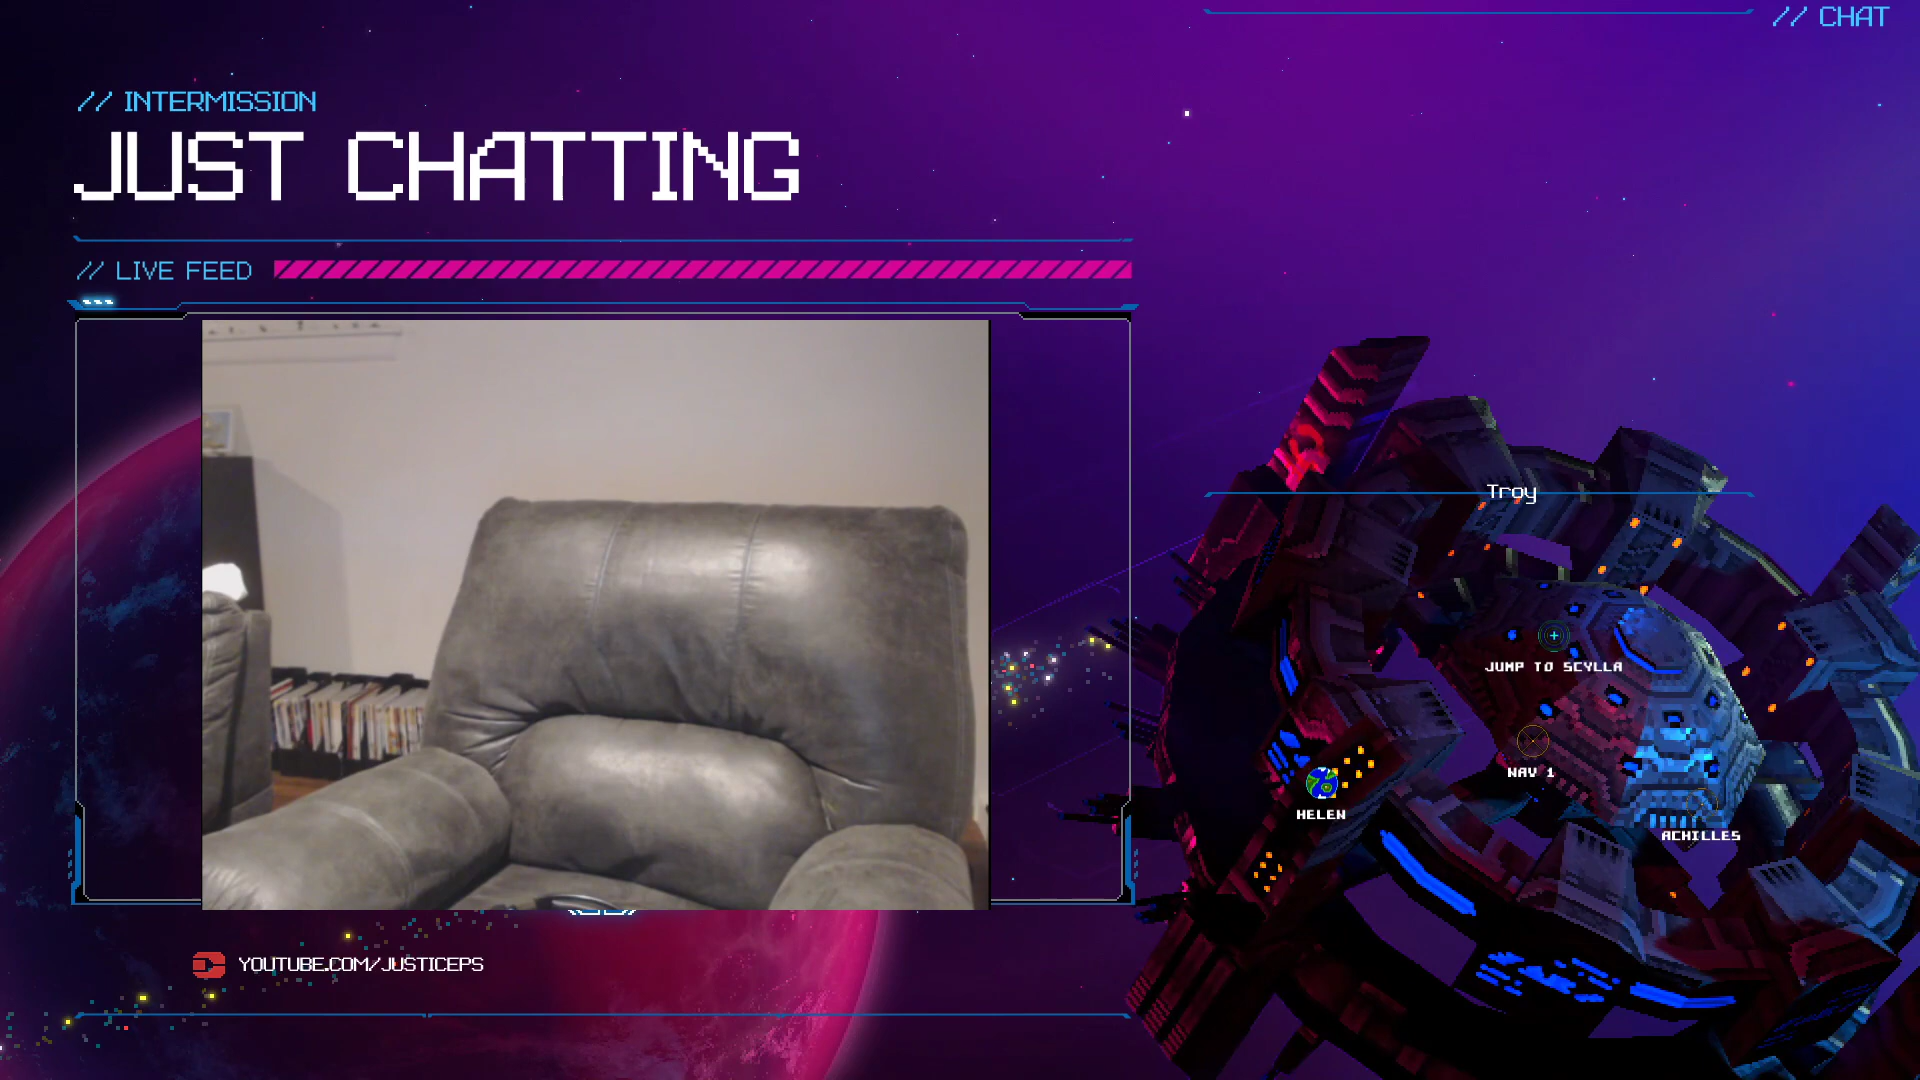 // CHAT
// INTERMISSION
JUST CHATTING
// LIVE FEED
Troy
JUMP TO SCYLLA
NAV 1
HELEN
ACHILLES
YOUTUBE.COM/JUSTICEPS